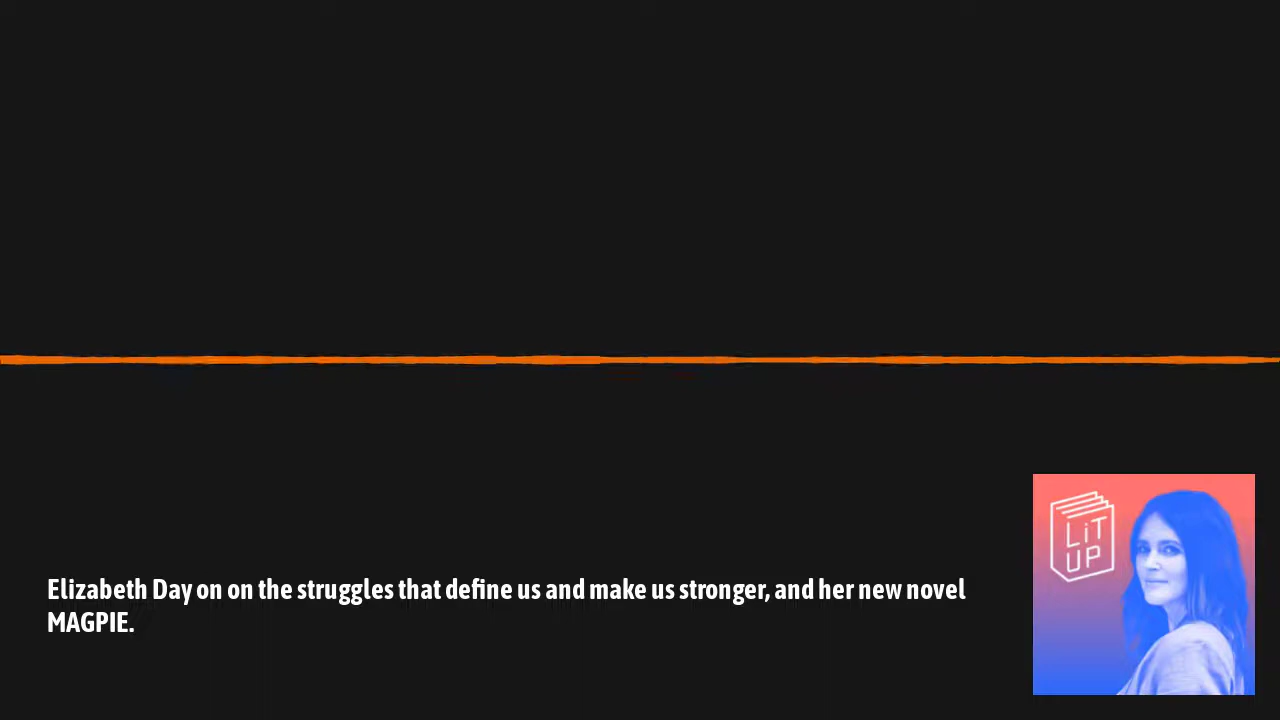 LiT
UP
Elizabeth Day on on the struggles that define us and make us stronger, and her new novel
MAGPIE.